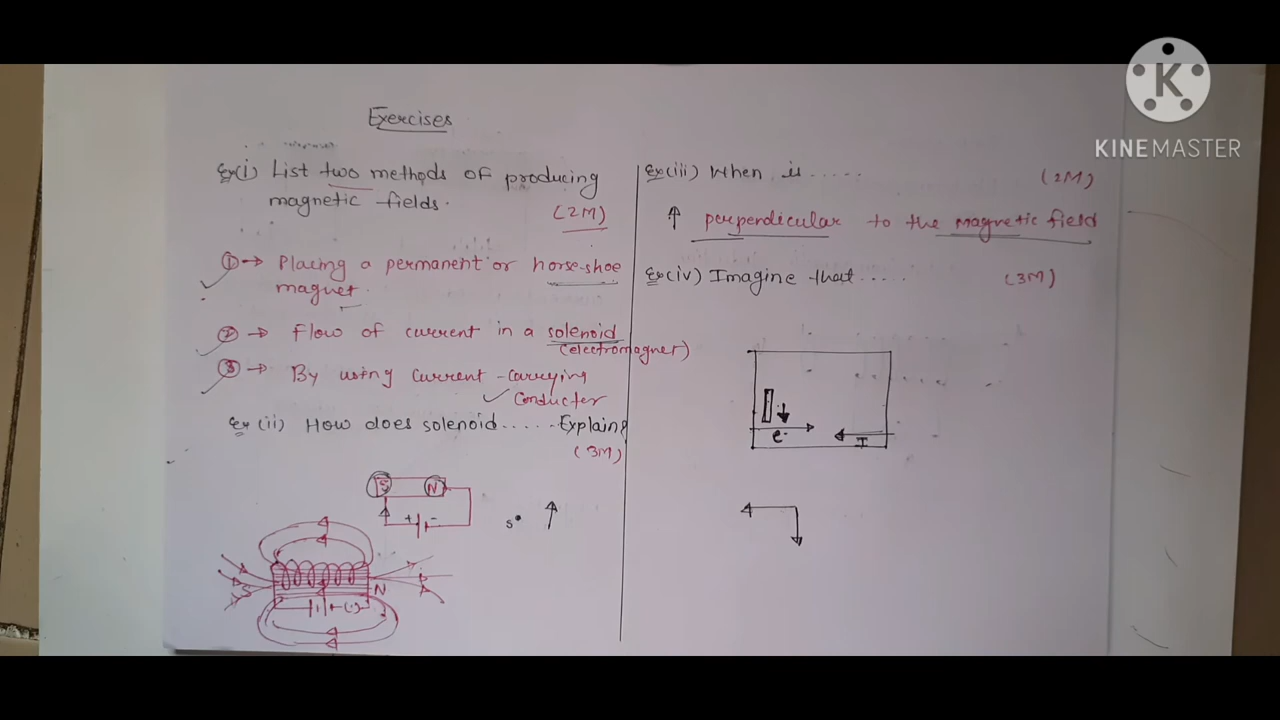 KINEMASTER
Exercises
Ex(i) List two methods of producing
magnetic fields.
(2M)
① → Placing a permanent or horse-shoe
magnet.
② → Flow of current in a solenoid
(electromagnet)
③ → By using current-carrying
conductor
Ex(ii) How does solenoid.....Explain?
(3M)
S N
+ -
S°
S N
+ (·)
Ex(iii) When is .....
(2M)
↑ perpendicular to the magnetic field
Ex(iv) Imagine that.....
(3M)
e- I